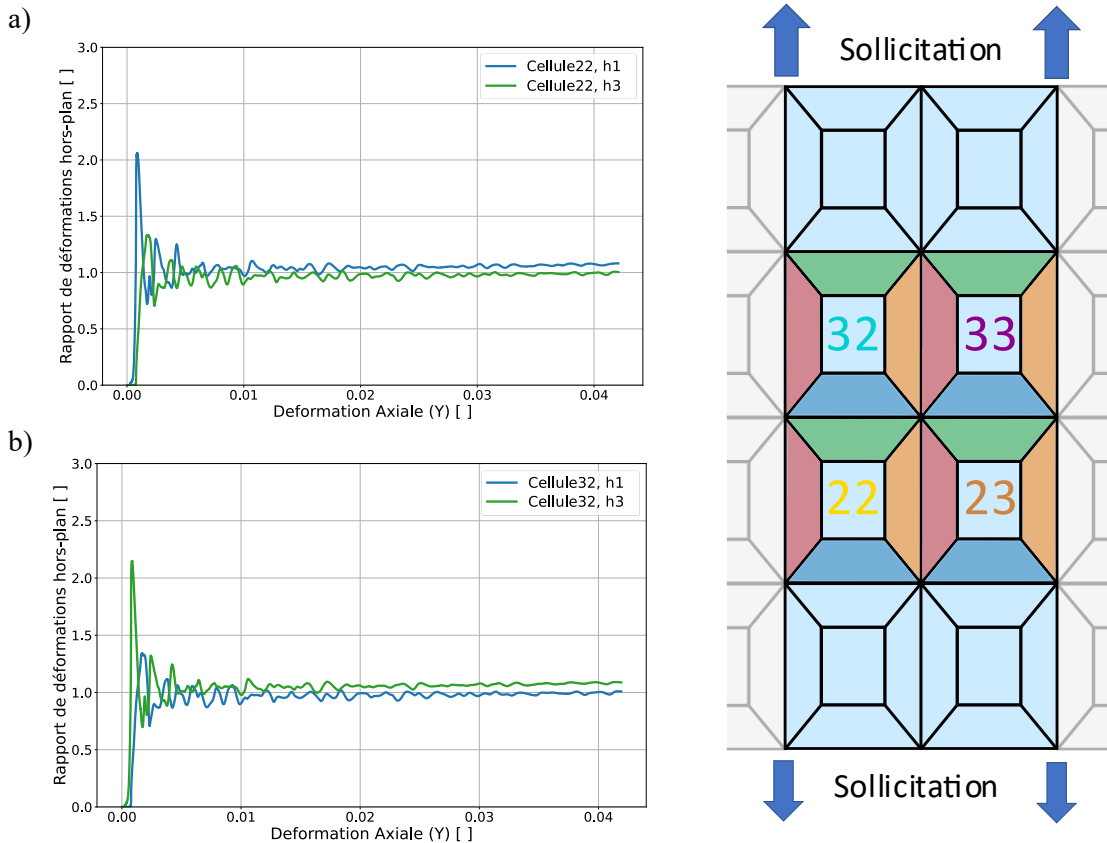 a)
3.0
2.5
2.0
1.5
1.0
0.5
0.0
Rapport de déformations hors-plan [ ]
Cellule22, h1
Cellule22, h3
0.00 0.01 0.02 0.03 0.04
Deformation Axiale (Y) [ ]
b)
3.0
2.5
2.0
1.5
1.0
0.5
0.0
Rapport de déformations hors-plan [ ]
Cellule32, h1
Cellule32, h3
0.00 0.01 0.02 0.03 0.04
Deformation Axiale (Y) [ ]
Sollicitation
32 33
22 23
Sollicitation